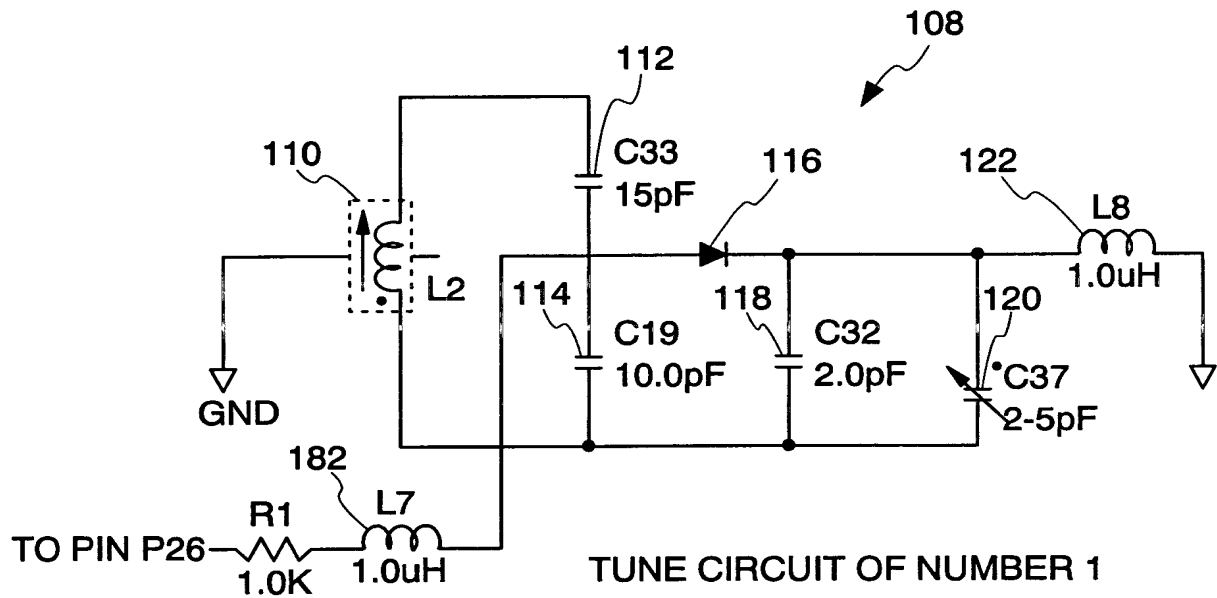 108
112
110
C33
15pF
116
122
L8
1.0uH
L2
114
C19
10.0pF
118
C32
2.0pF
120
C37
2-5pF
GND
182
R1
L7
TO PIN P26
1.0K
1.0uH
TUNE CIRCUIT OF NUMBER 1